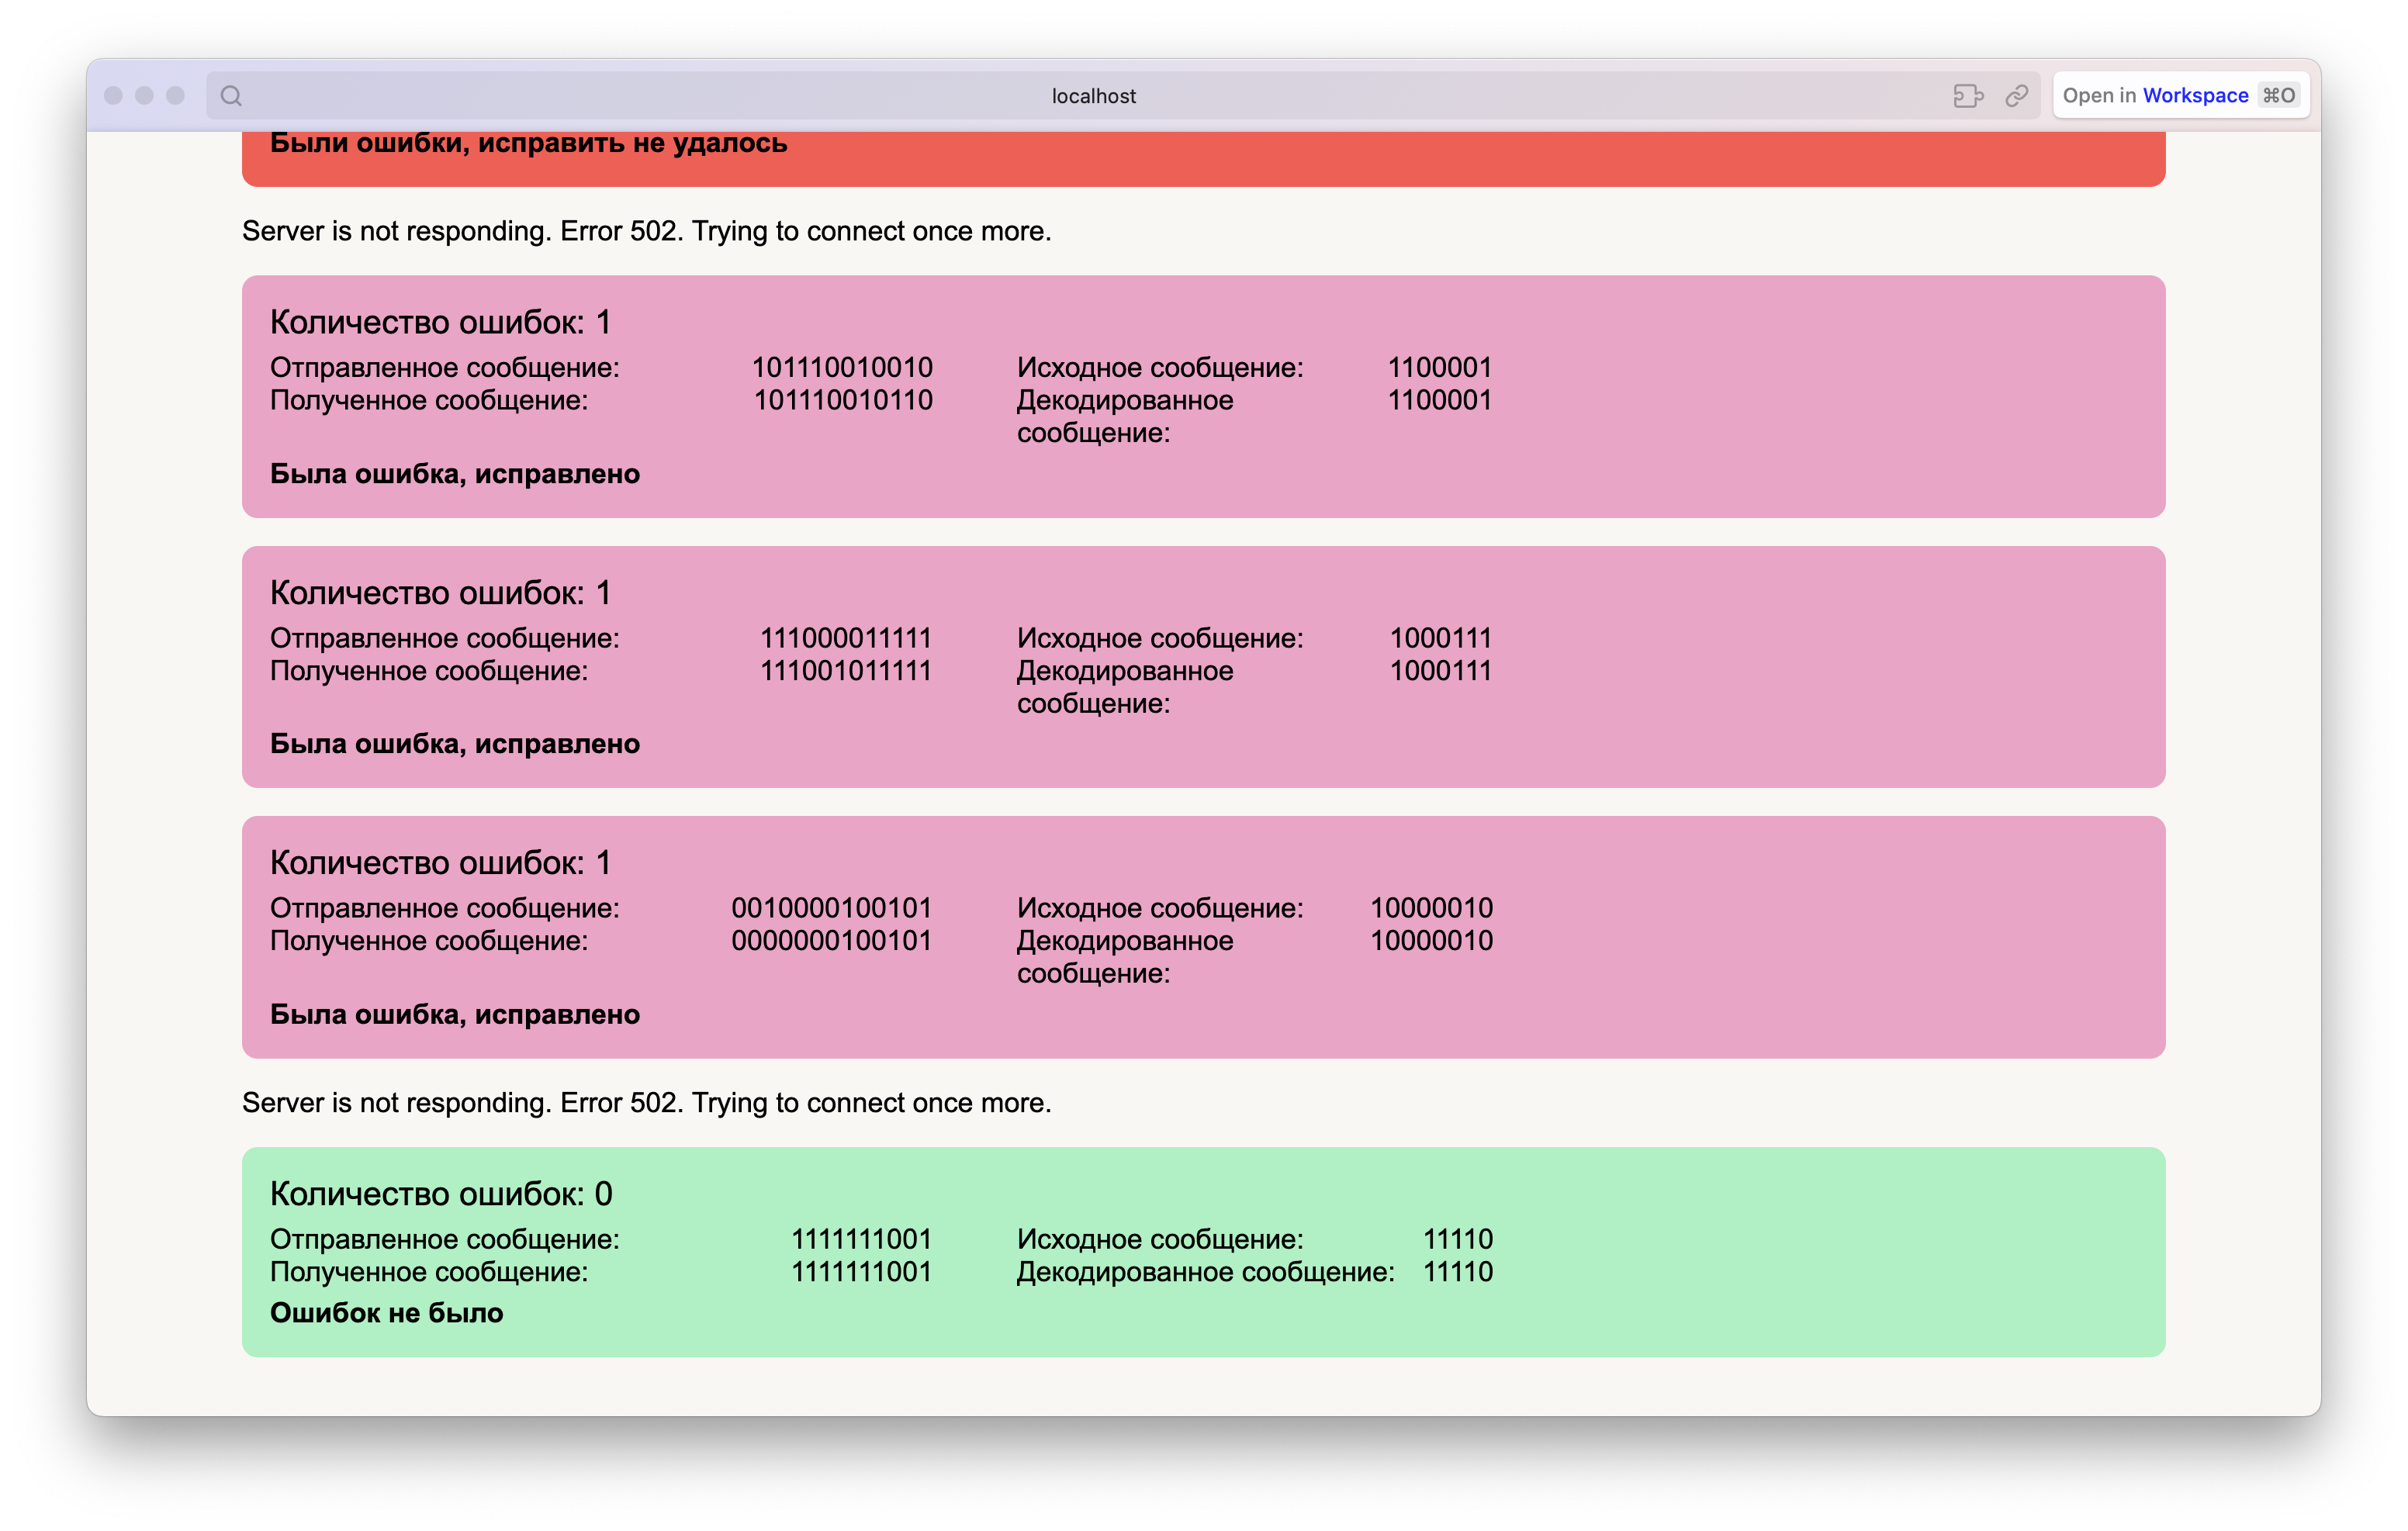 localhost
Open in Workspace ⌘O
Были ошибки, исправить не удалось
Server is not responding. Error 502. Trying to connect once more.
Количество ошибок: 1
Отправленное сообщение: 101110010010 Исходное сообщение: 1100001
Полученное сообщение: 101110010110 Декодированное 1100001
сообщение:
Была ошибка, исправлено
Количество ошибок: 1
Отправленное сообщение: 111000011111 Исходное сообщение: 1000111
Полученное сообщение: 111001011111 Декодированное 1000111
сообщение:
Была ошибка, исправлено
Количество ошибок: 1
Отправленное сообщение: 0010000100101 Исходное сообщение: 10000010
Полученное сообщение: 0000000100101 Декодированное 10000010
сообщение:
Была ошибка, исправлено
Server is not responding. Error 502. Trying to connect once more.
Количество ошибок: 0
Отправленное сообщение: 1111111001 Исходное сообщение: 11110
Полученное сообщение: 1111111001 Декодированное сообщение: 11110
Ошибок не было